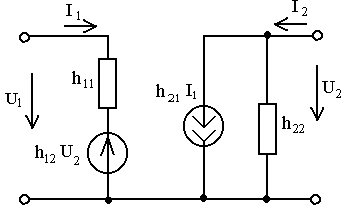 I₁
I₂
h₁₁
U₁
h₂₁ I₁
U₂
h₁₂ U₂
h₂₂